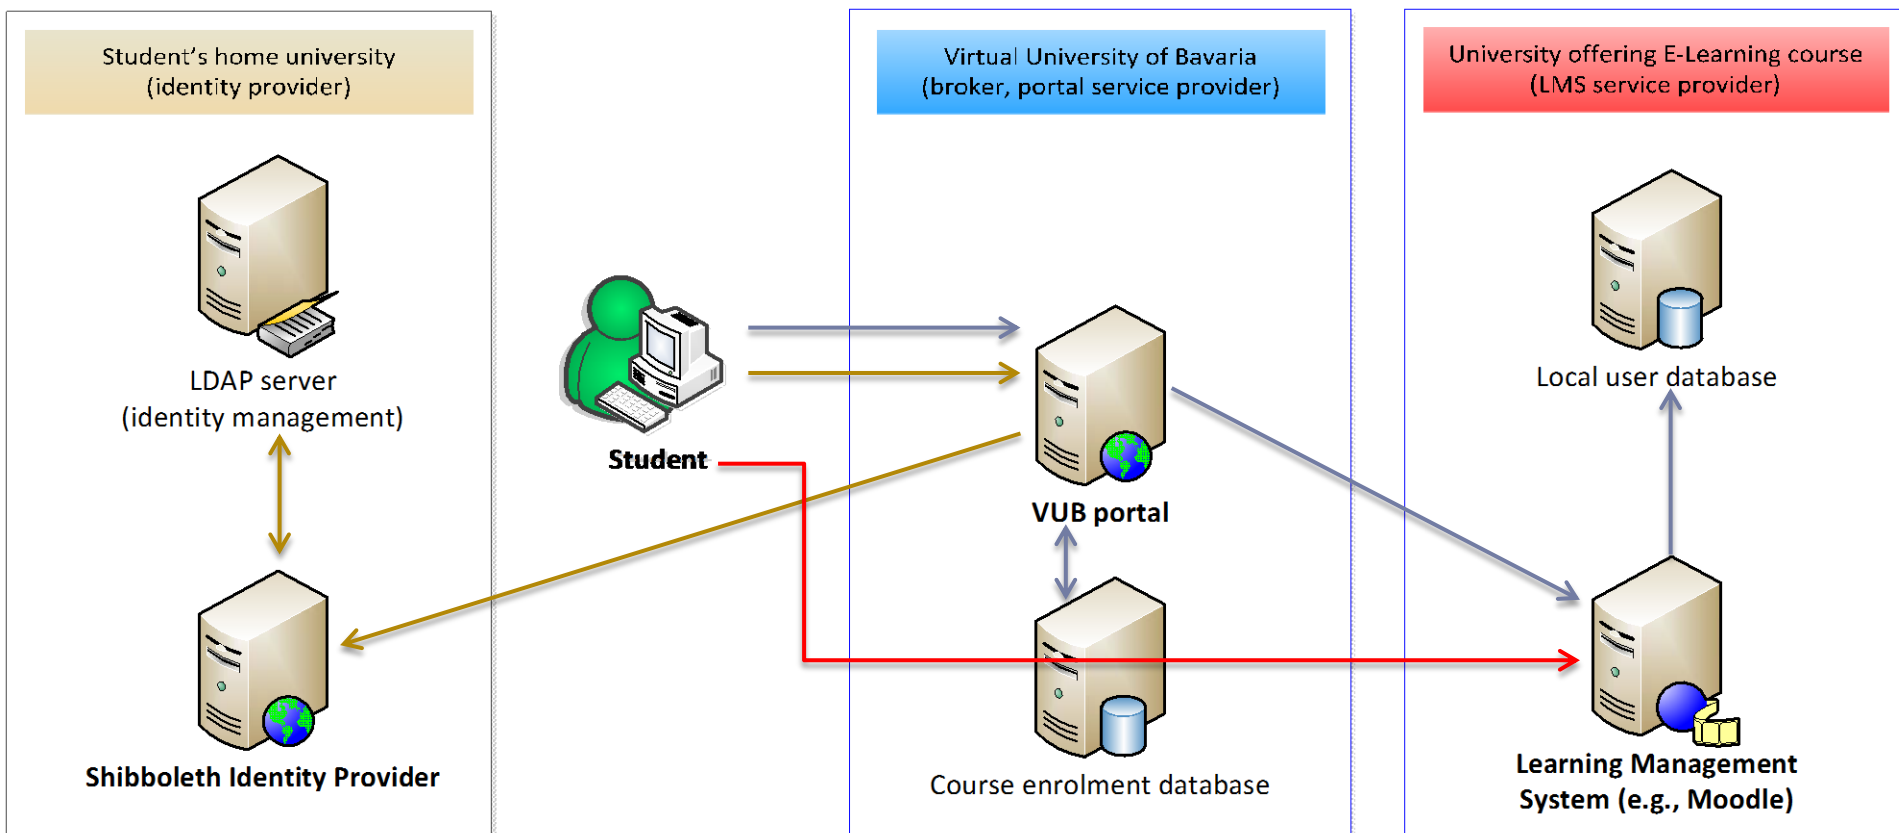 Student’s home university
(identity provider)
Virtual University of Bavaria
(broker, portal service provider)
University offering E-Learning course
(LMS service provider)
LDAP server
(identity management)
Student
Local user database
VUB portal
Shibboleth Identity Provider
Course enrolment database
Learning Management
System (e.g., Moodle)